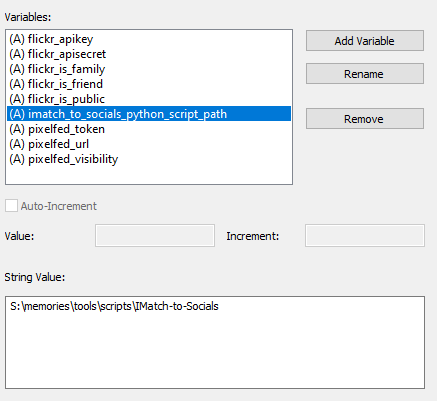 Variables:
(A) flickr_apikey
(A) flickr_apisecret
(A) flickr_is_family
(A) flickr_is_friend
(A) flickr_is_public
(A) imatch_to_socials_python_script_path
(A) pixelfed_token
(A) pixelfed_url
(A) pixelfed_visibility
Add Variable
Rename
Remove
Auto-Increment
Value: Increment:
String Value:
S:\memories\tools\scripts\IMatch-to-Socials